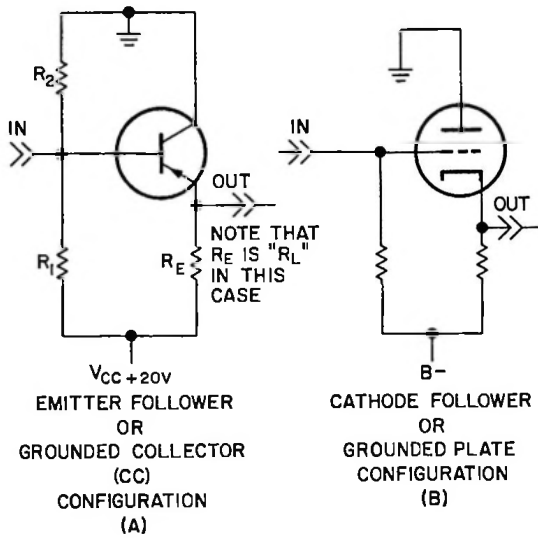 R2
IN
OUT
NOTE THAT
RE IS "RL"
IN THIS
CASE
R1
RE
VCC +20V
EMITTER FOLLOWER
OR
GROUNDED COLLECTOR
(CC)
CONFIGURATION
(A)
IN
OUT
B-
CATHODE FOLLOWER
OR
GROUNDED PLATE
CONFIGURATION
(B)